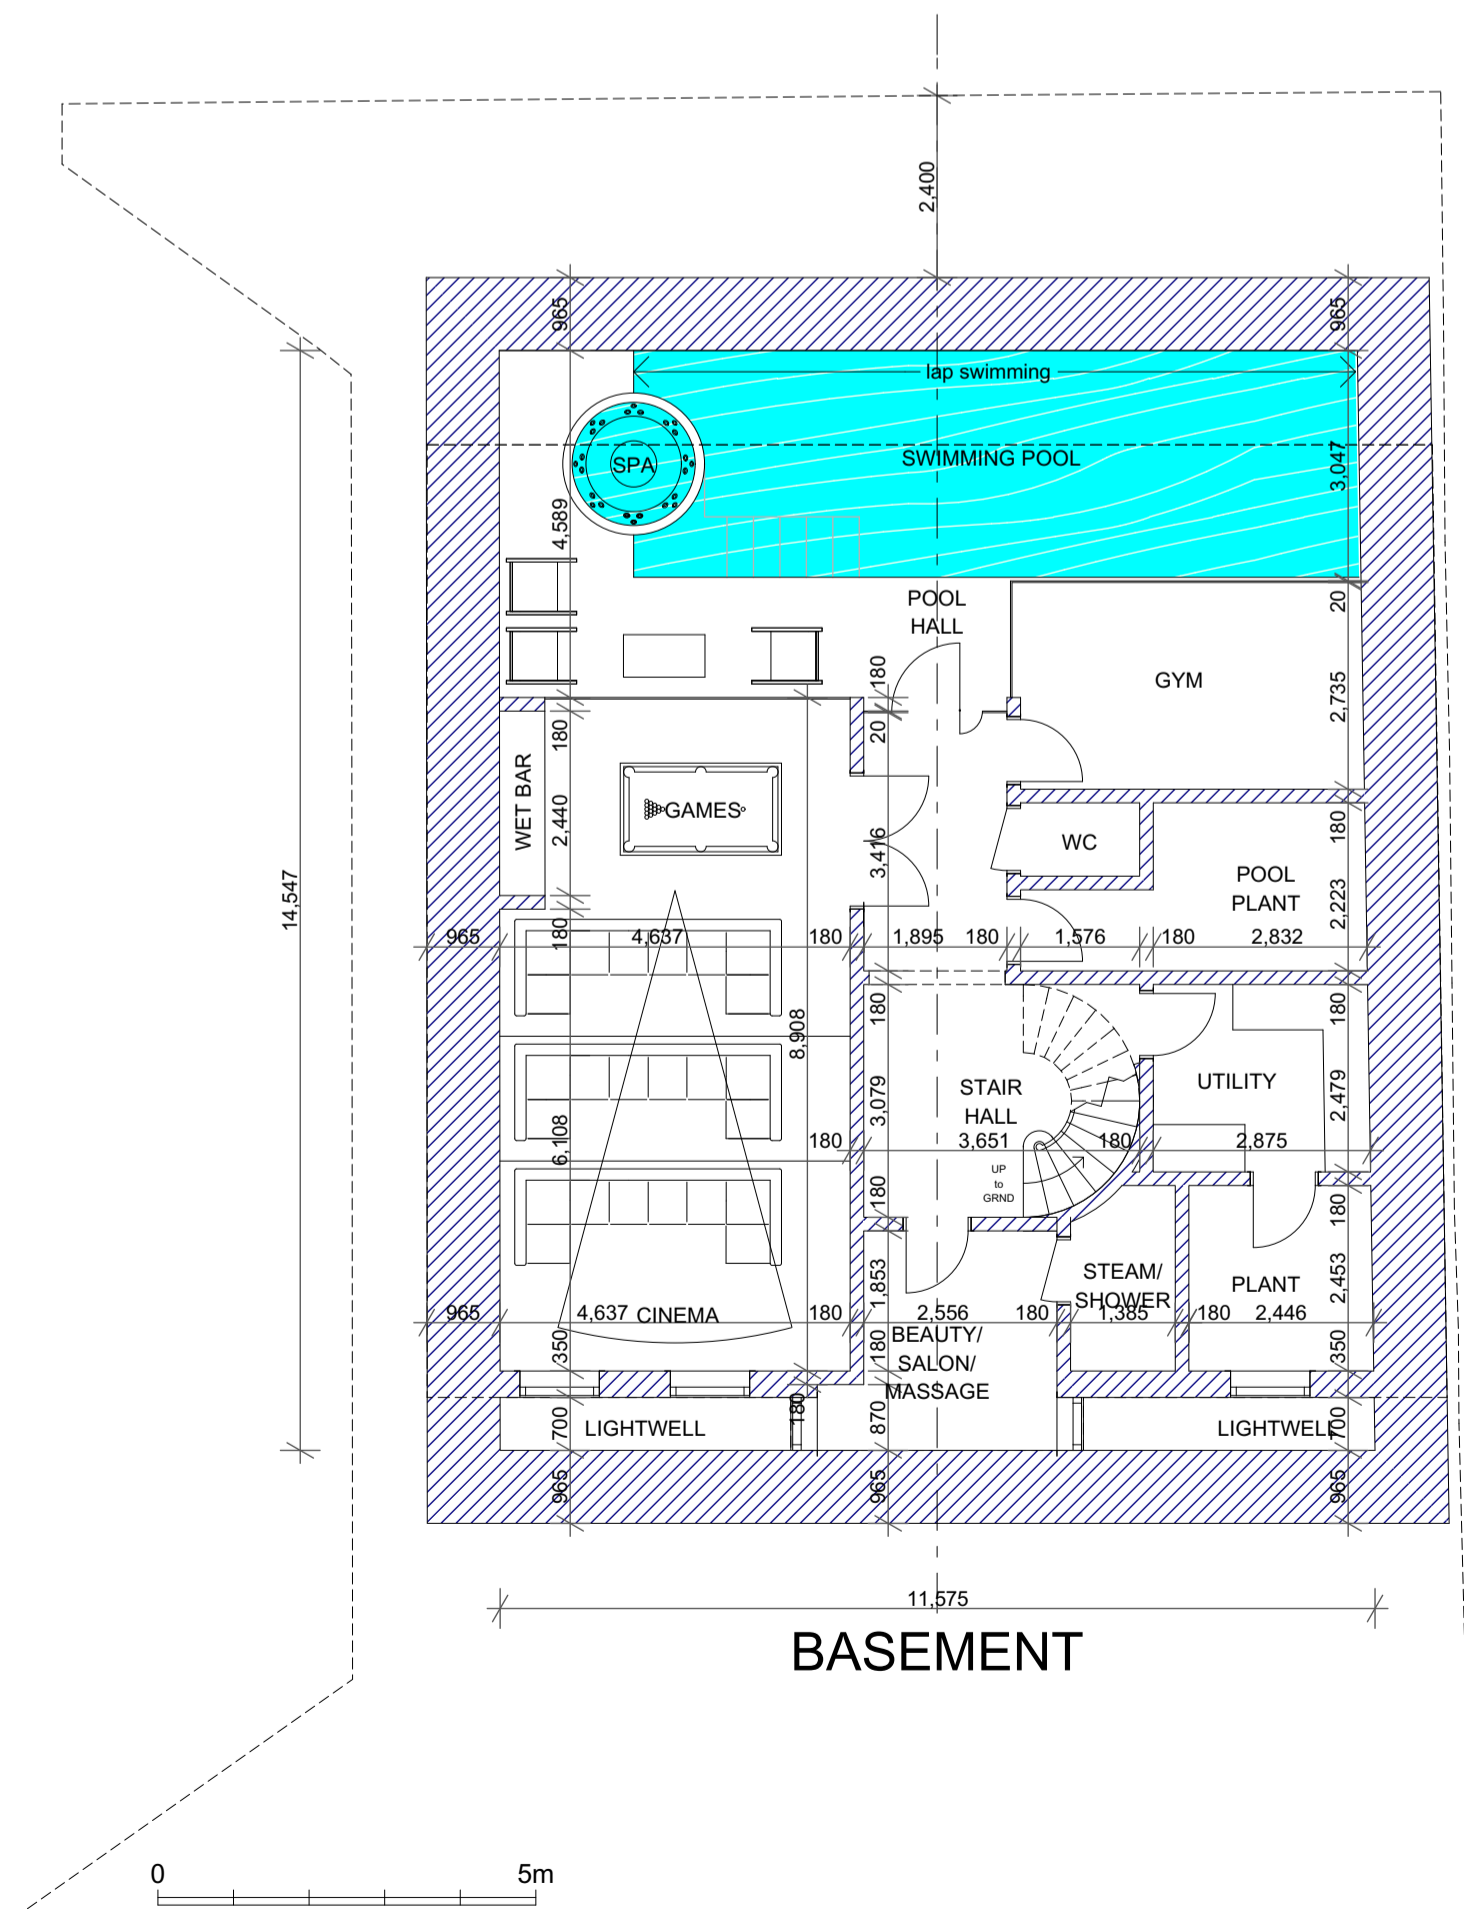 2,400
965
965
lap swimming
SWIMMING POOL
3,047
SPA
4,589
POOL
HALL
20
180
GYM
2,735
180
20
WET BAR
2,440
GAMES
3,416
WC
180
POOL
PLANT
2,223
14,547
965
180
4,637
180
1,895
180
1,576
180
2,832
8,908
180
180
STAIR
HALL
3,079
UTILITY
2,479
6,108
180
3,651
180
2,875
UP
to
GRND
180
180
1,853
STEAM/
SHOWER
PLANT
2,453
965
4,637
CINEMA
180
2,556
180
1,385
180
2,446
BEAUTY/
SALON/
MASSAGE
350
180
350
180
LIGHTWELL
700
870
LIGHTWELL
700
965
965
965
11,575
BASEMENT
0
5m